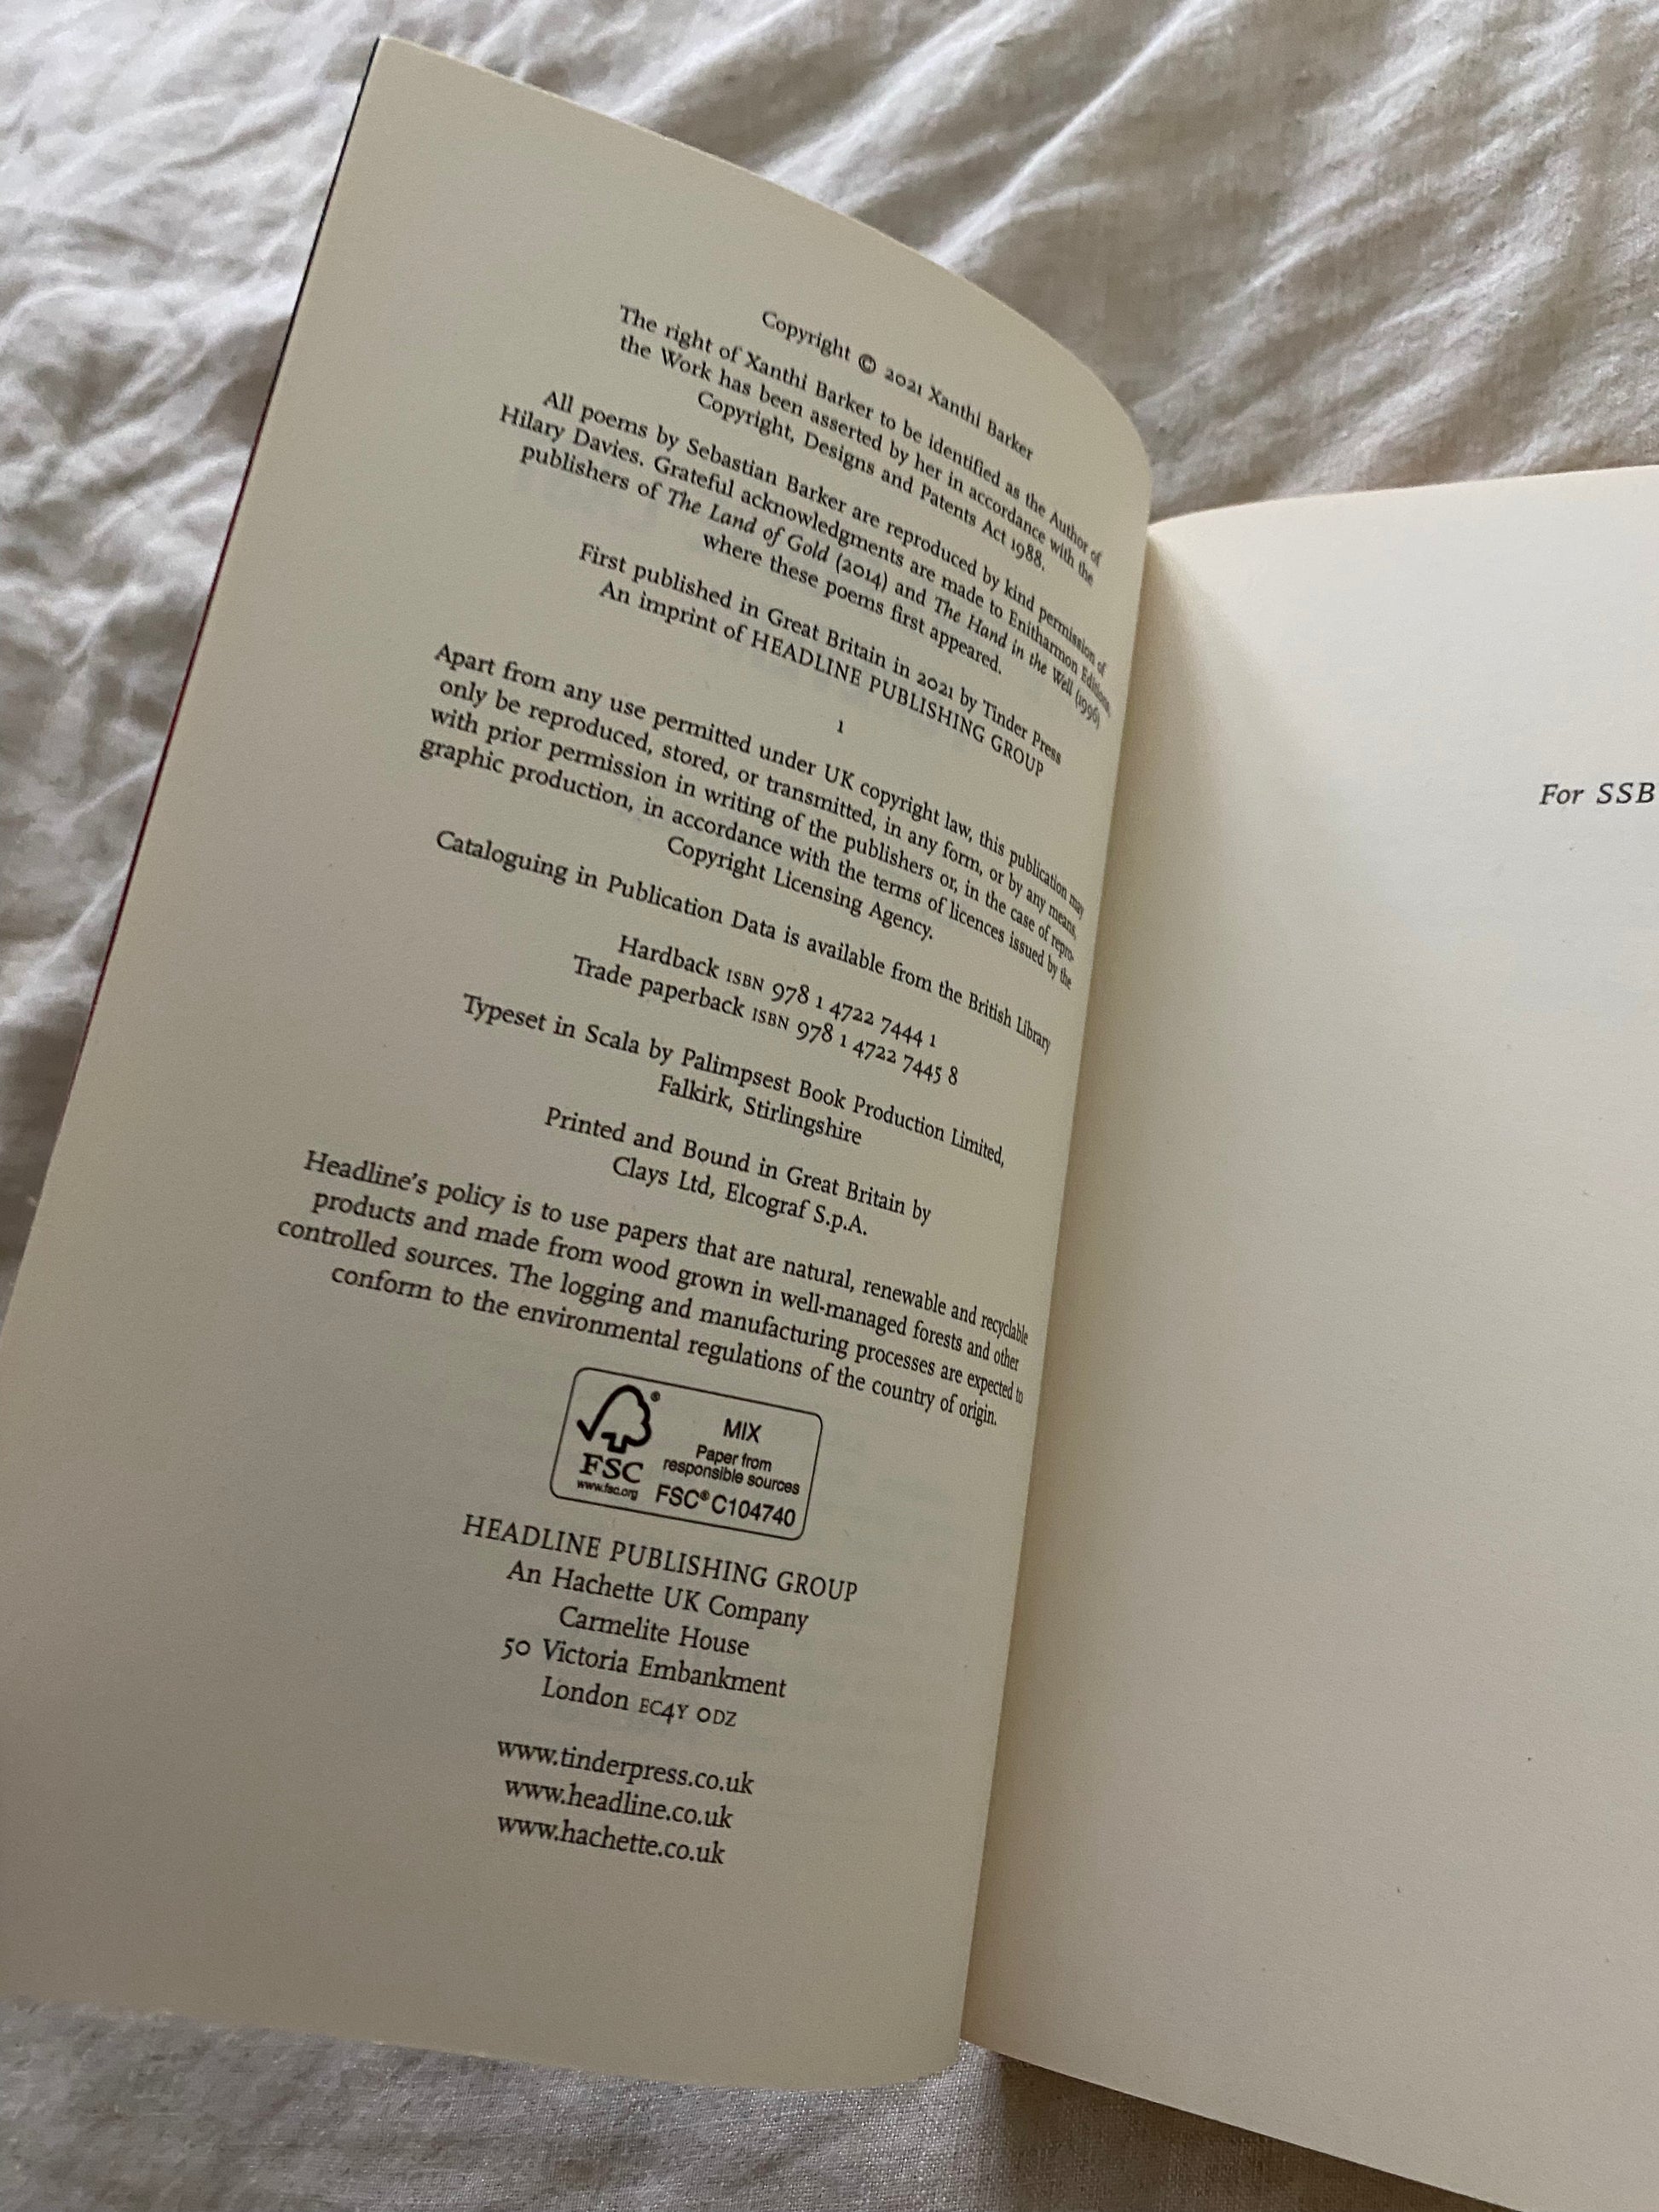 Copyright © 2021 Xanthi Barker
The right of Xanthi Barker to be identified as the Author of
the Work has been asserted by her in accordance with the
Copyright, Designs and Patents Act 1988.
All poems by Sebastian Barker are reproduced by kind permission of
Hilary Davies. Grateful acknowledgments are made to Enitharmon Editions,
publishers of The Land of Gold (2014) and The Hand in the Well (1996)
where these poems first appeared.
First published in Great Britain in 2021 by Tinder Press
An imprint of HEADLINE PUBLISHING GROUP
1
Apart from any use permitted under UK copyright law, this publication may
only be reproduced, stored, or transmitted, in any form, or by any means,
with prior permission in writing of the publishers or, in the case of repro-
graphic production, in accordance with the terms of licences issued by the
Copyright Licensing Agency.
Cataloguing in Publication Data is available from the British Library
Hardback ISBN 978 1 4722 7444 1
Trade paperback ISBN 978 1 4722 7445 8
Typeset in Scala by Palimpsest Book Production Limited,
Falkirk, Stirlingshire
Printed and Bound in Great Britain by
Clays Ltd, Elcograf S.p.A.
Headline's policy is to use papers that are natural, renewable and recyclable
products and made from wood grown in well-managed forests and other
controlled sources. The logging and manufacturing processes are expected to
conform to the environmental regulations of the country of origin.
FSC
www.fsc.org
MIX
Paper from
responsible sources
FSC® C104740
HEADLINE PUBLISHING GROUP
An Hachette UK Company
Carmelite House
50 Victoria Embankment
London EC4Y 0DZ
www.tinderpress.co.uk
www.headline.co.uk
www.hachette.co.uk
For SSB